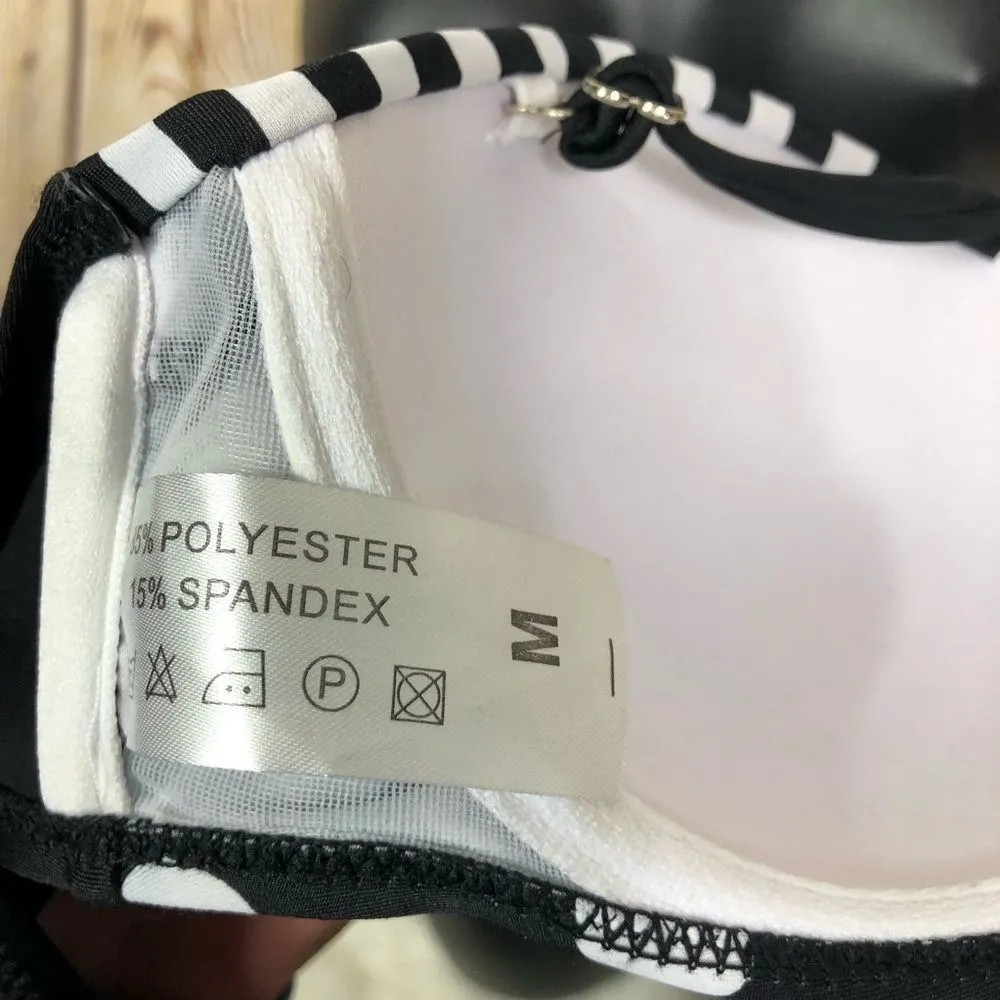 5% POLYESTER
15% SPANDEX
P
M